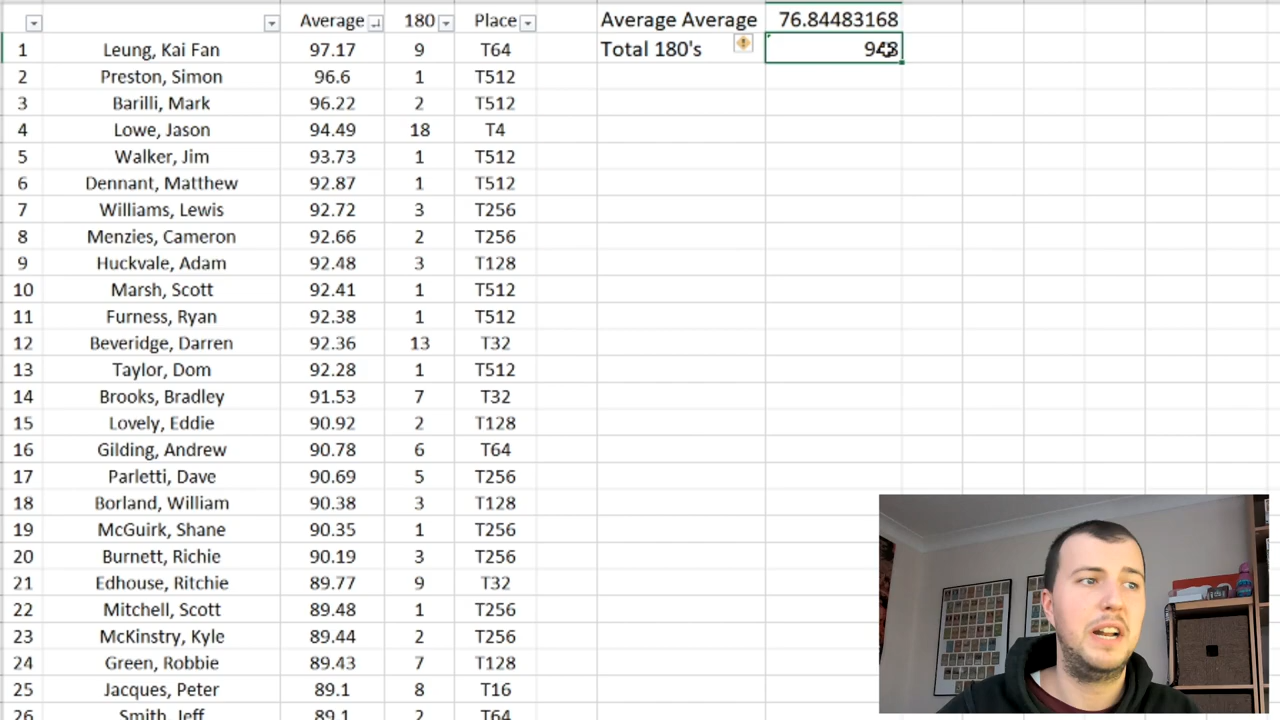 Average 180 Place Average Average 76.84483168
1 Leung, Kai Fan 97.17 9 T64 Total 180's
2 Preston, Simon 96.6 1 T512
3 Barilli, Mark 96.22 2 T512
4 Lowe, Jason 94.49 18 T4
5 Walker, Jim 93.73 1 T512
6 Dennant, Matthew 92.87 1 T512
7 Williams, Lewis 92.72 3 T256
8 Menzies, Cameron 92.66 2 T256
9 Huckvale, Adam 92.48 3 T128
10 Marsh, Scott 92.41 1 T512
11 Furness, Ryan 92.38 1 T512
12 Beveridge, Darren 92.36 13 T32
13 Taylor, Dom 92.28 1 T512
14 Brooks, Bradley 91.53 7 T32
15 Lovely, Eddie 90.92 2 T128
16 Gilding, Andrew 90.78 6 T64
17 Parletti, Dave 90.69 5 T256
18 Borland, William 90.38 3 T128
19 McGuirk, Shane 90.35 1 T256
20 Burnett, Richie 90.19 3 T256
21 Edhouse, Ritchie 89.77 9 T32
22 Mitchell, Scott 89.48 1 T256
23 McKinstry, Kyle 89.44 2 T256
24 Green, Robbie 89.43 7 T128
25 Jacques, Peter 89.1 8 T16
26 Smith, Jeff 89.1 2 T64